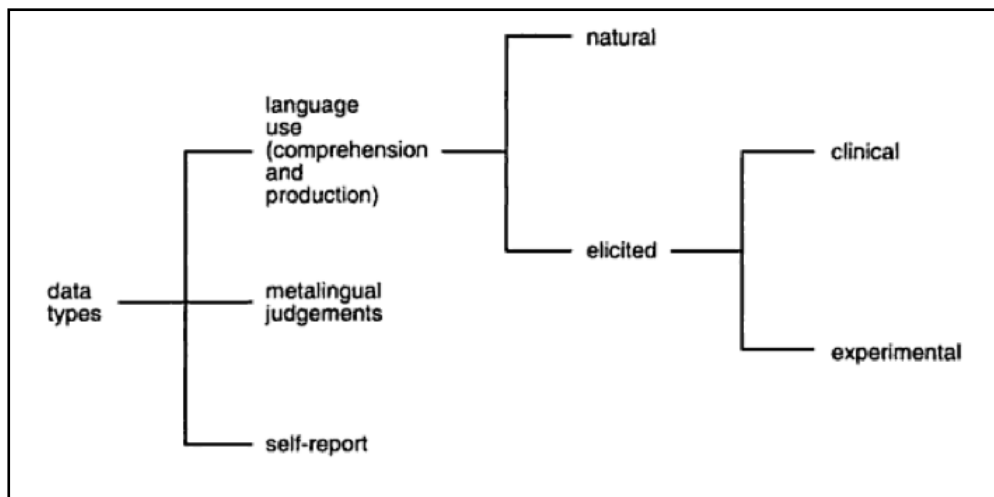 natural
language
use
(comprehension
and
production)
clinical
elicited
data
types
metalingual
judgements
experimental
self-report